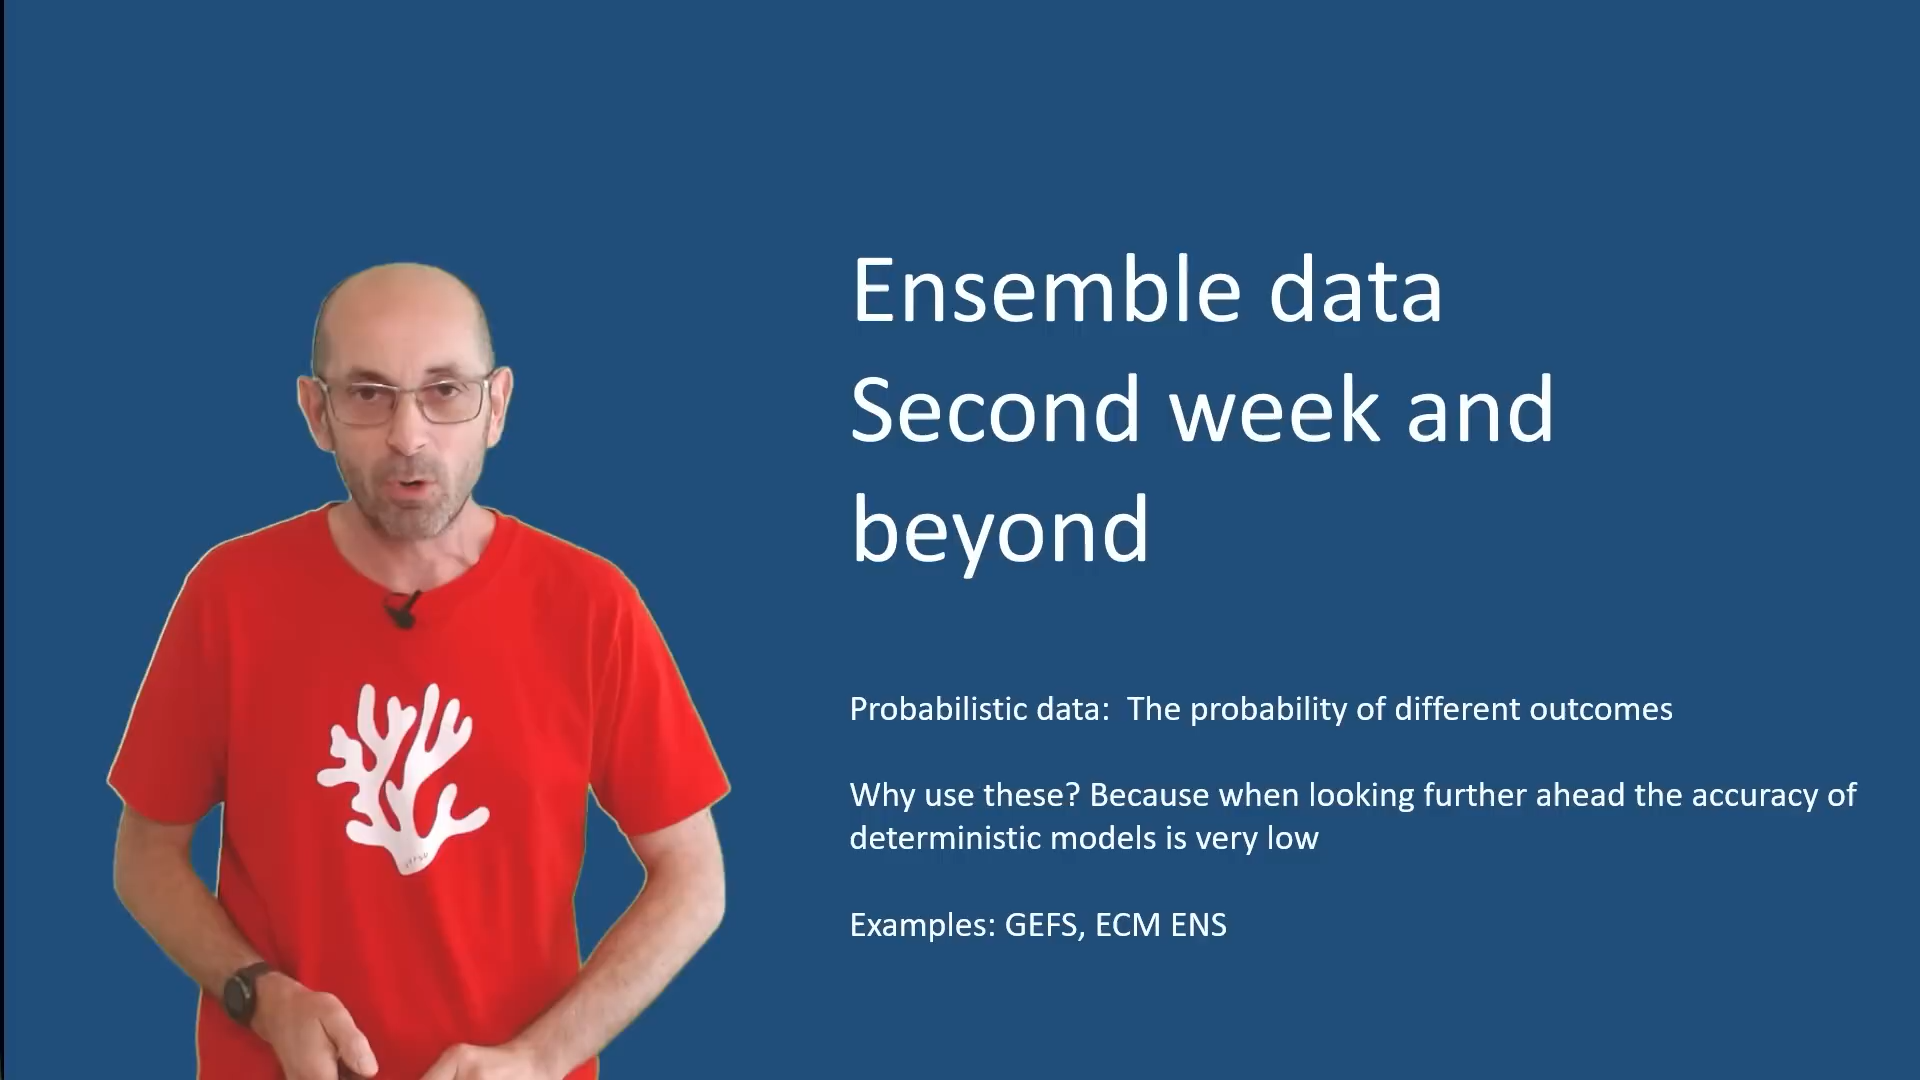 Ensemble data
Second week and
beyond
Probabilistic data:  The probability of different outcomes
Why use these? Because when looking further ahead the accuracy of
deterministic models is very low
Examples: GEFS, ECM ENS